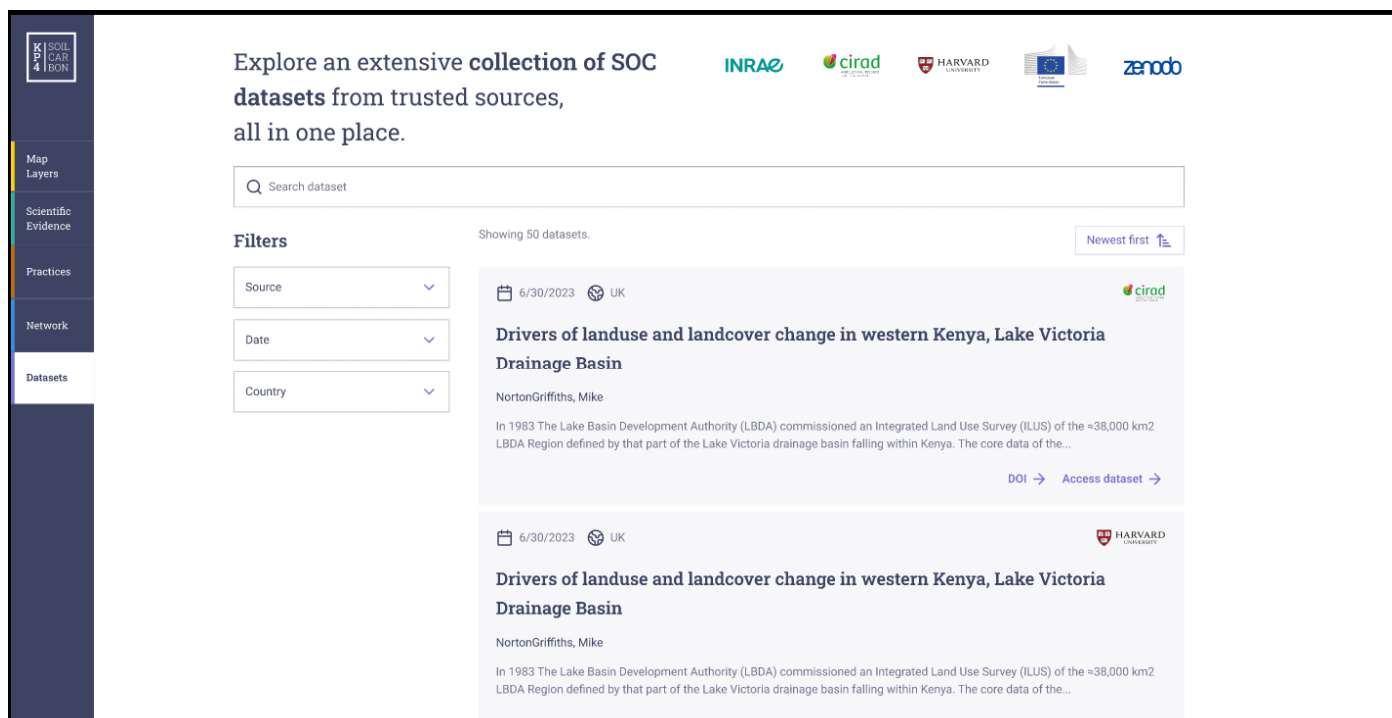 K SOIL
P CAR
4 BON
Explore an extensive collection of SOC
datasets from trusted sources,
all in one place.
INRAE
cirad
HARVARD
UNIVERSITY
European
Commission
zenodo
Map
Layers
Scientific
Evidence
Practices
Network
Datasets
Search dataset
Filters
Showing 50 datasets.
Newest first
Source
Date
Country
6/30/2023 UK
cirad
Drivers of landuse and landcover change in western Kenya, Lake Victoria
Drainage Basin
NortonGriffiths, Mike
In 1983 The Lake Basin Development Authority (LBDA) commissioned an Integrated Land Use Survey (ILUS) of the ≈38,000 km2
LBDA Region defined by that part of the Lake Victoria drainage basin falling within Kenya. The core data of the...
DOI → Access dataset →
6/30/2023 UK
HARVARD
UNIVERSITY
Drivers of landuse and landcover change in western Kenya, Lake Victoria
Drainage Basin
NortonGriffiths, Mike
In 1983 The Lake Basin Development Authority (LBDA) commissioned an Integrated Land Use Survey (ILUS) of the ≈38,000 km2
LBDA Region defined by that part of the Lake Victoria drainage basin falling within Kenya. The core data of the...